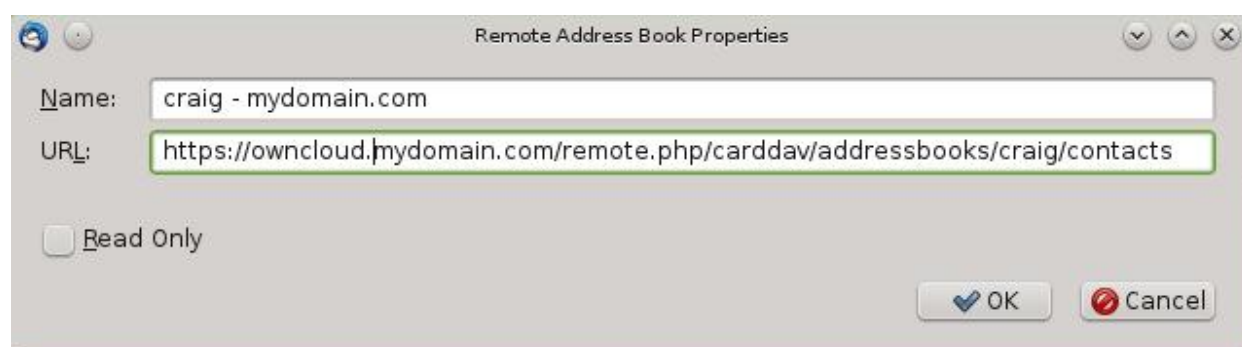 Remote Address Book Properties
Name: craig - mydomain.com
URL: https://owncloud.mydomain.com/remote.php/carddav/addressbooks/craig/contacts
Read Only
OK Cancel